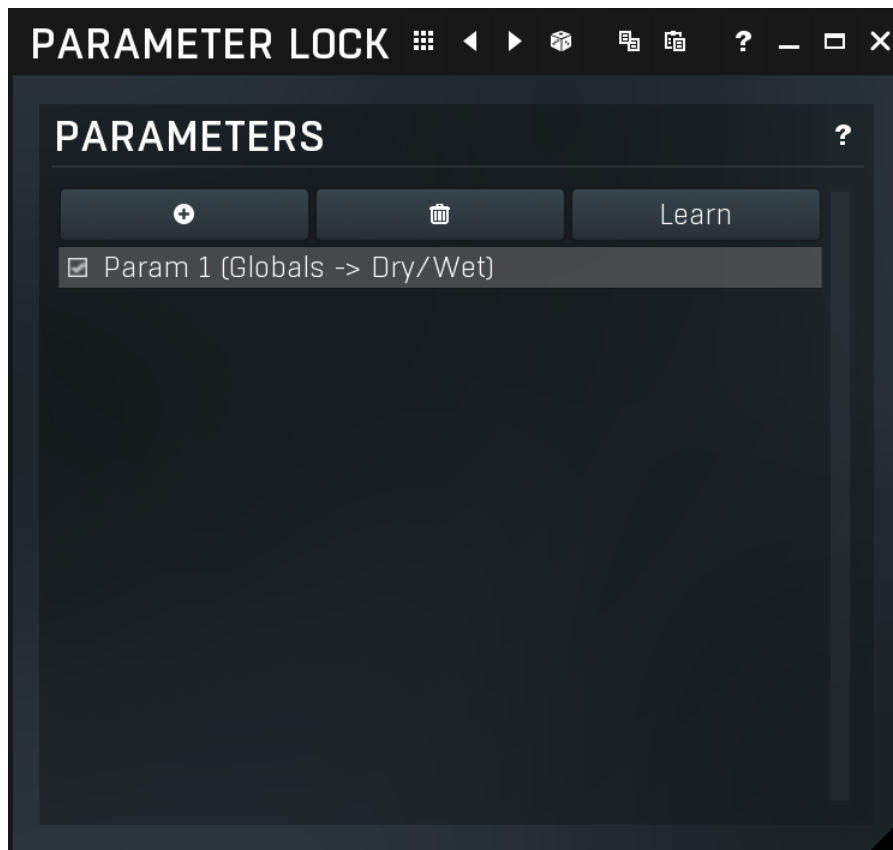 PARAMETER LOCK ?
PARAMETERS ?
Learn
Param 1 (Globals -> Dry/Wet)